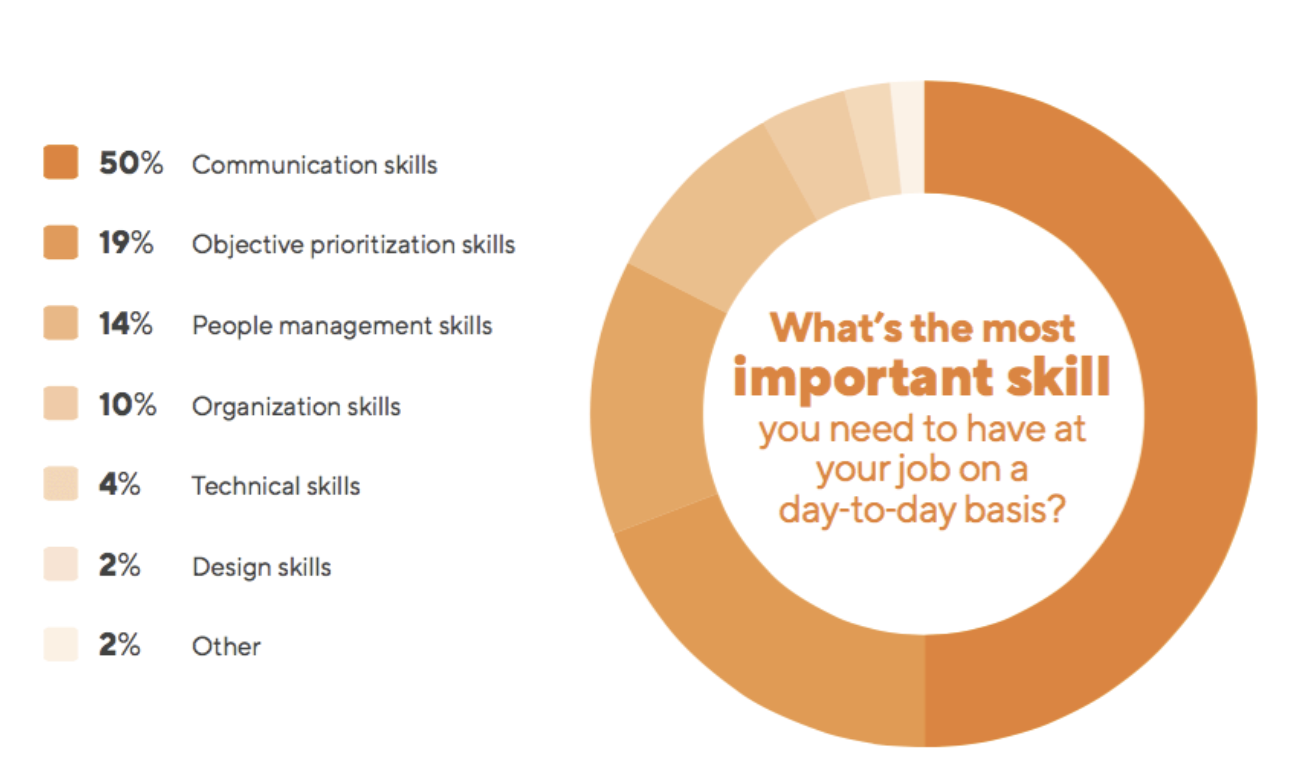 50% Communication skills
19% Objective prioritization skills
14% People management skills
10% Organization skills
4% Technical skills
2% Design skills
2% Other
What's the most
important skill
you need to have at
your job on a
day-to-day basis?